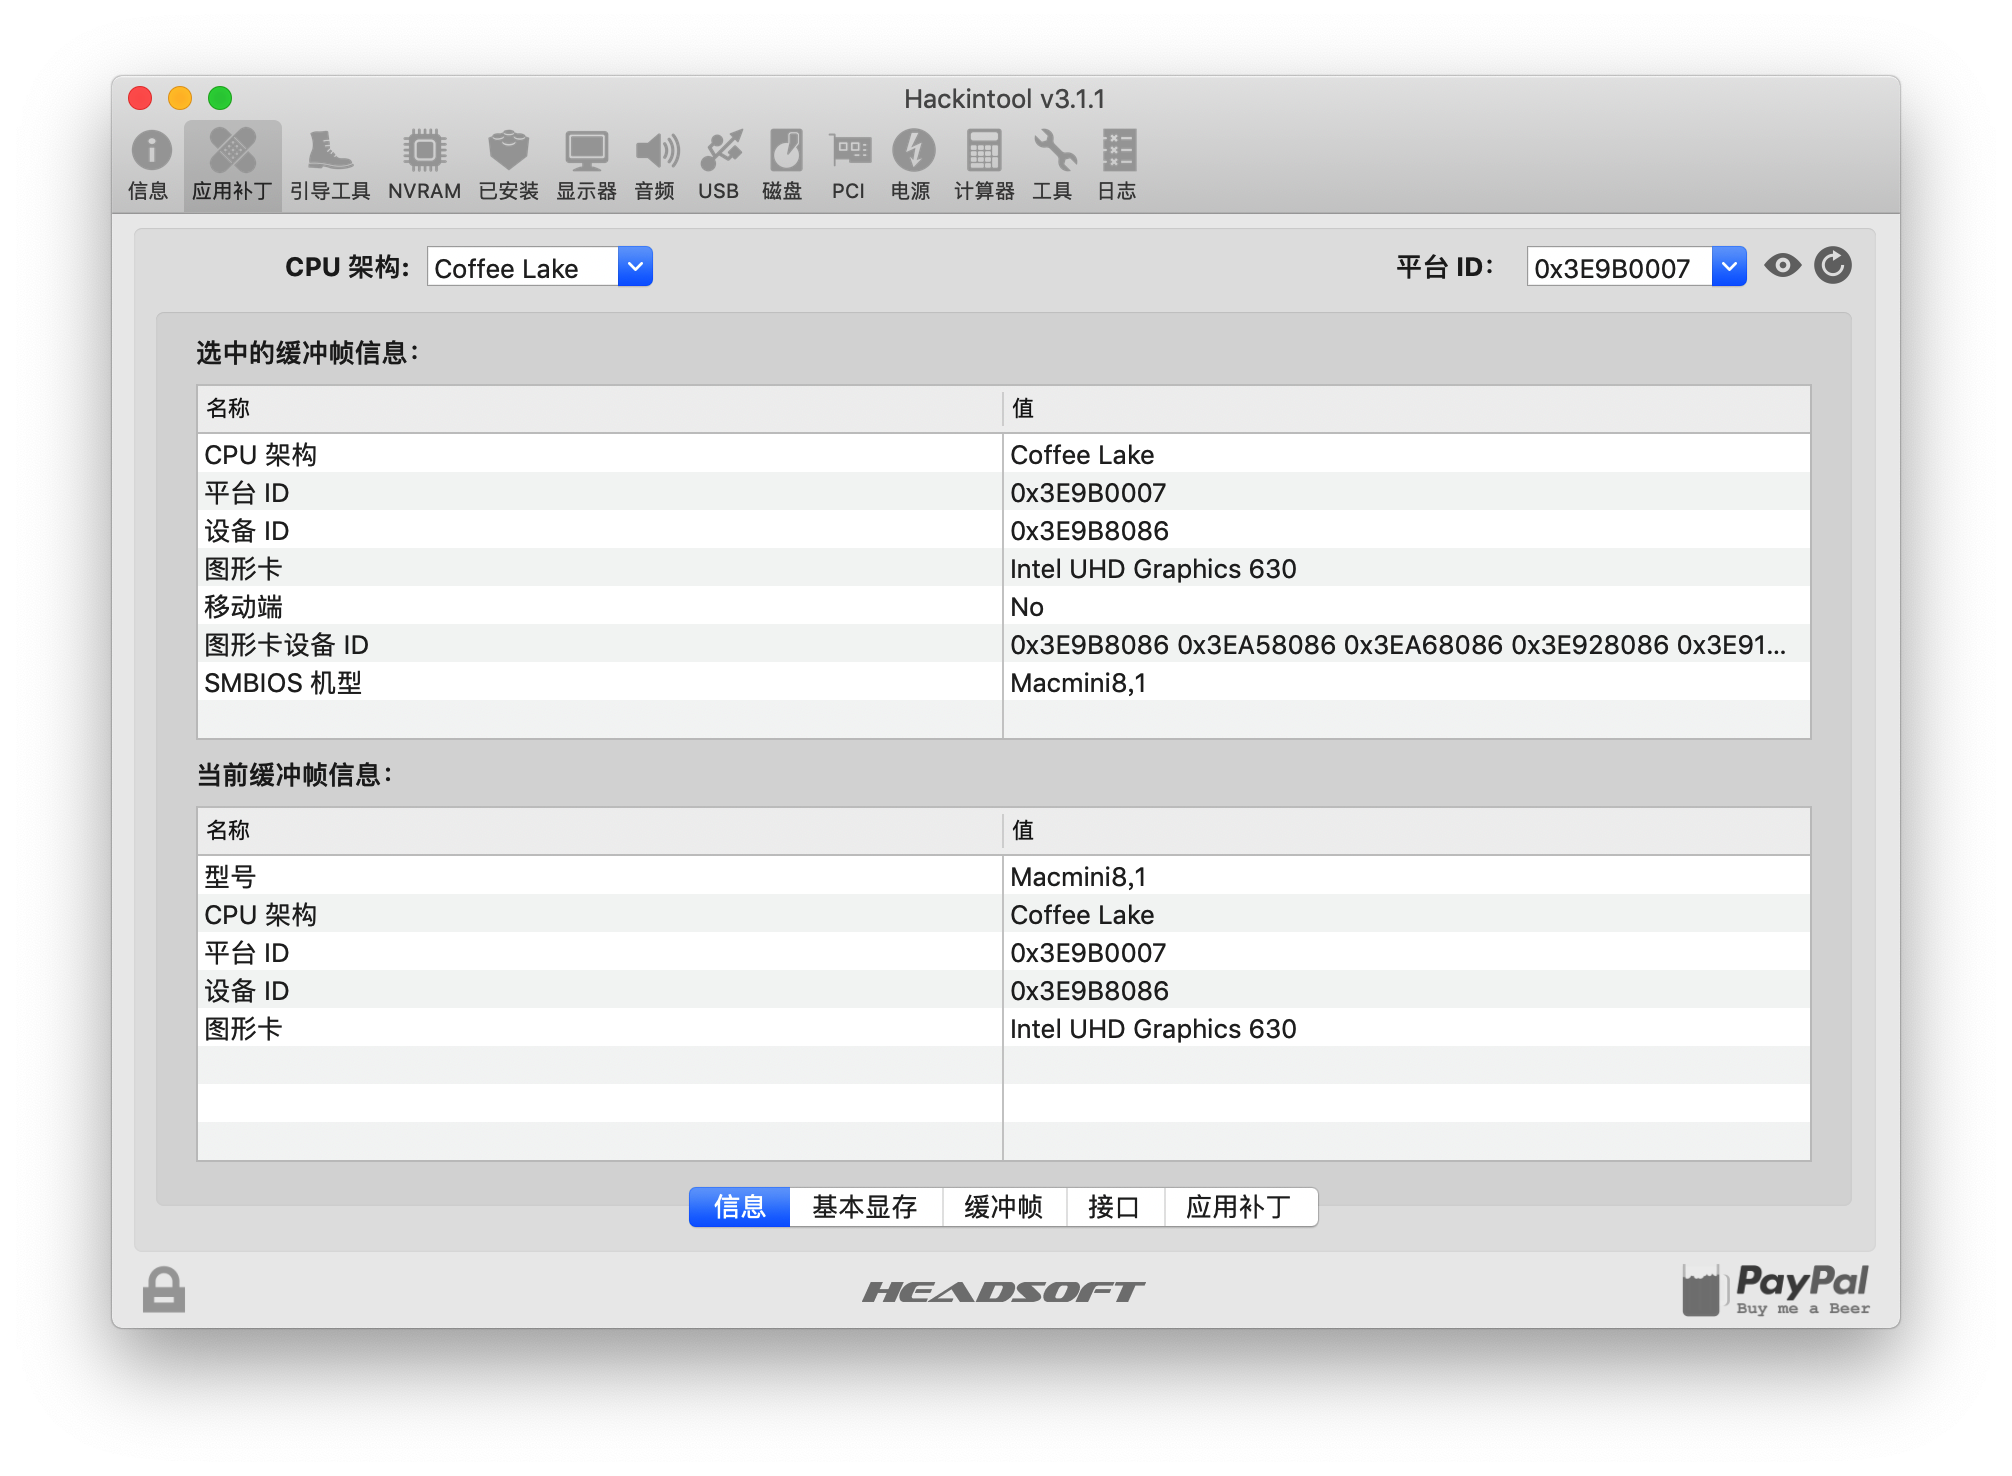 Hackintool v3.1.1
信息 应用补丁 引导工具 NVRAM 已安装 显示器 音频 USB 磁盘 PCI 电源 计算器 工具 日志
CPU 架构: Coffee Lake 平台 ID: 0x3E9B0007
选中的缓冲帧信息:
名称 值
CPU 架构 Coffee Lake
平台 ID 0x3E9B0007
设备 ID 0x3E9B8086
图形卡 Intel UHD Graphics 630
移动端 No
图形卡设备 ID 0x3E9B8086 0x3EA58086 0x3EA68086 0x3E928086 0x3E91...
SMBIOS 机型 Macmini8,1
当前缓冲帧信息:
名称 值
型号 Macmini8,1
CPU 架构 Coffee Lake
平台 ID 0x3E9B0007
设备 ID 0x3E9B8086
图形卡 Intel UHD Graphics 630
信息 基本显存 缓冲帧 接口 应用补丁
HEADSOFT
PayPal
Buy me a Beer